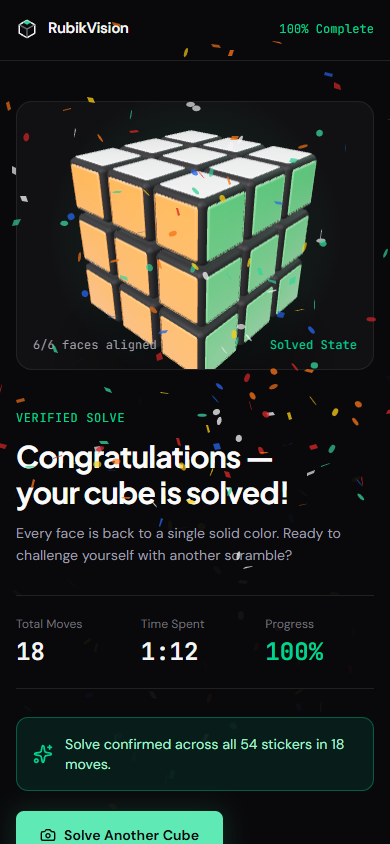 RubikVision
100% Complete
6/6 faces aligned
Solved State
VERIFIED SOLVE
Congratulations —
your cube is solved!
Every face is back to a single solid color. Ready to
challenge yourself with another scramble?
Total Moves
Time Spent
Progress
18
1:12
100%
Solve confirmed across all 54 stickers in 18
moves.
Solve Another Cube